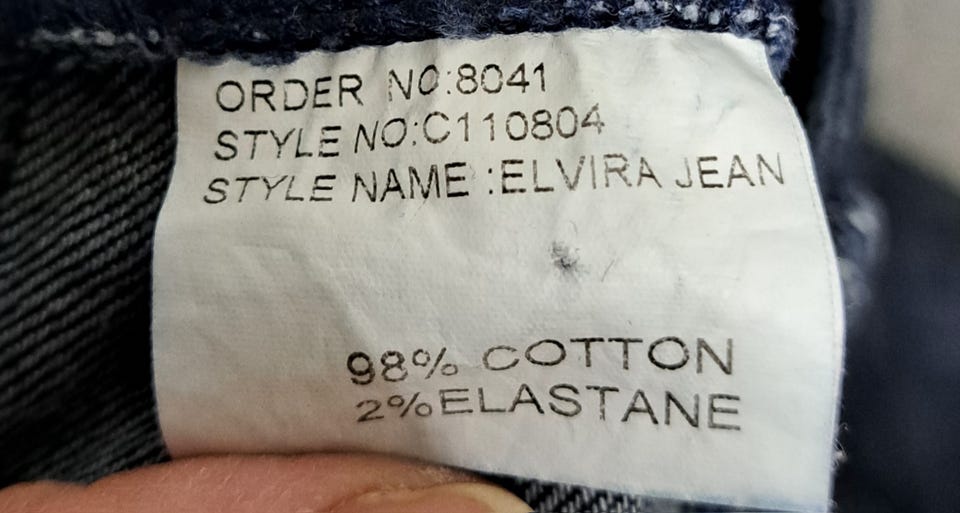 ORDER NO:8041
STYLE NO:C110804
STYLE NAME :ELVIRA JEAN
98% COTTON
2%ELASTANE